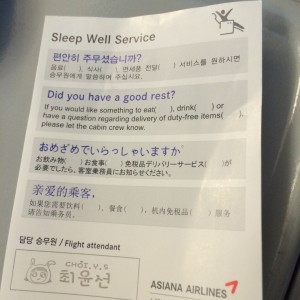 Sleep Well Service
편안히 주무셨습니까?
음료( ), 식사( ), 면세품 전달( ) 서비스를 원하시면
승무원에게 말씀하여 주십시오.
Did you have a good rest?
If you would like something to eat( ), drink( ) or
have a question regarding delivery of duty-free items( ),
please let the cabin crew know.
おめざめでいらっしゃいますか
お飲み物( ) お食事( ) 免税品デリバリーサービス( )が
必要でしたら、客室乗務員にお知らせください。
亲爱的乘客，
如果您需要饮料( )、餐食( )、机内免税品( ) 服务
请告知乘务员。
담당 승무원 / Flight attendant
CHOI.Y.S
최윤선
ASIANA AIRLINES